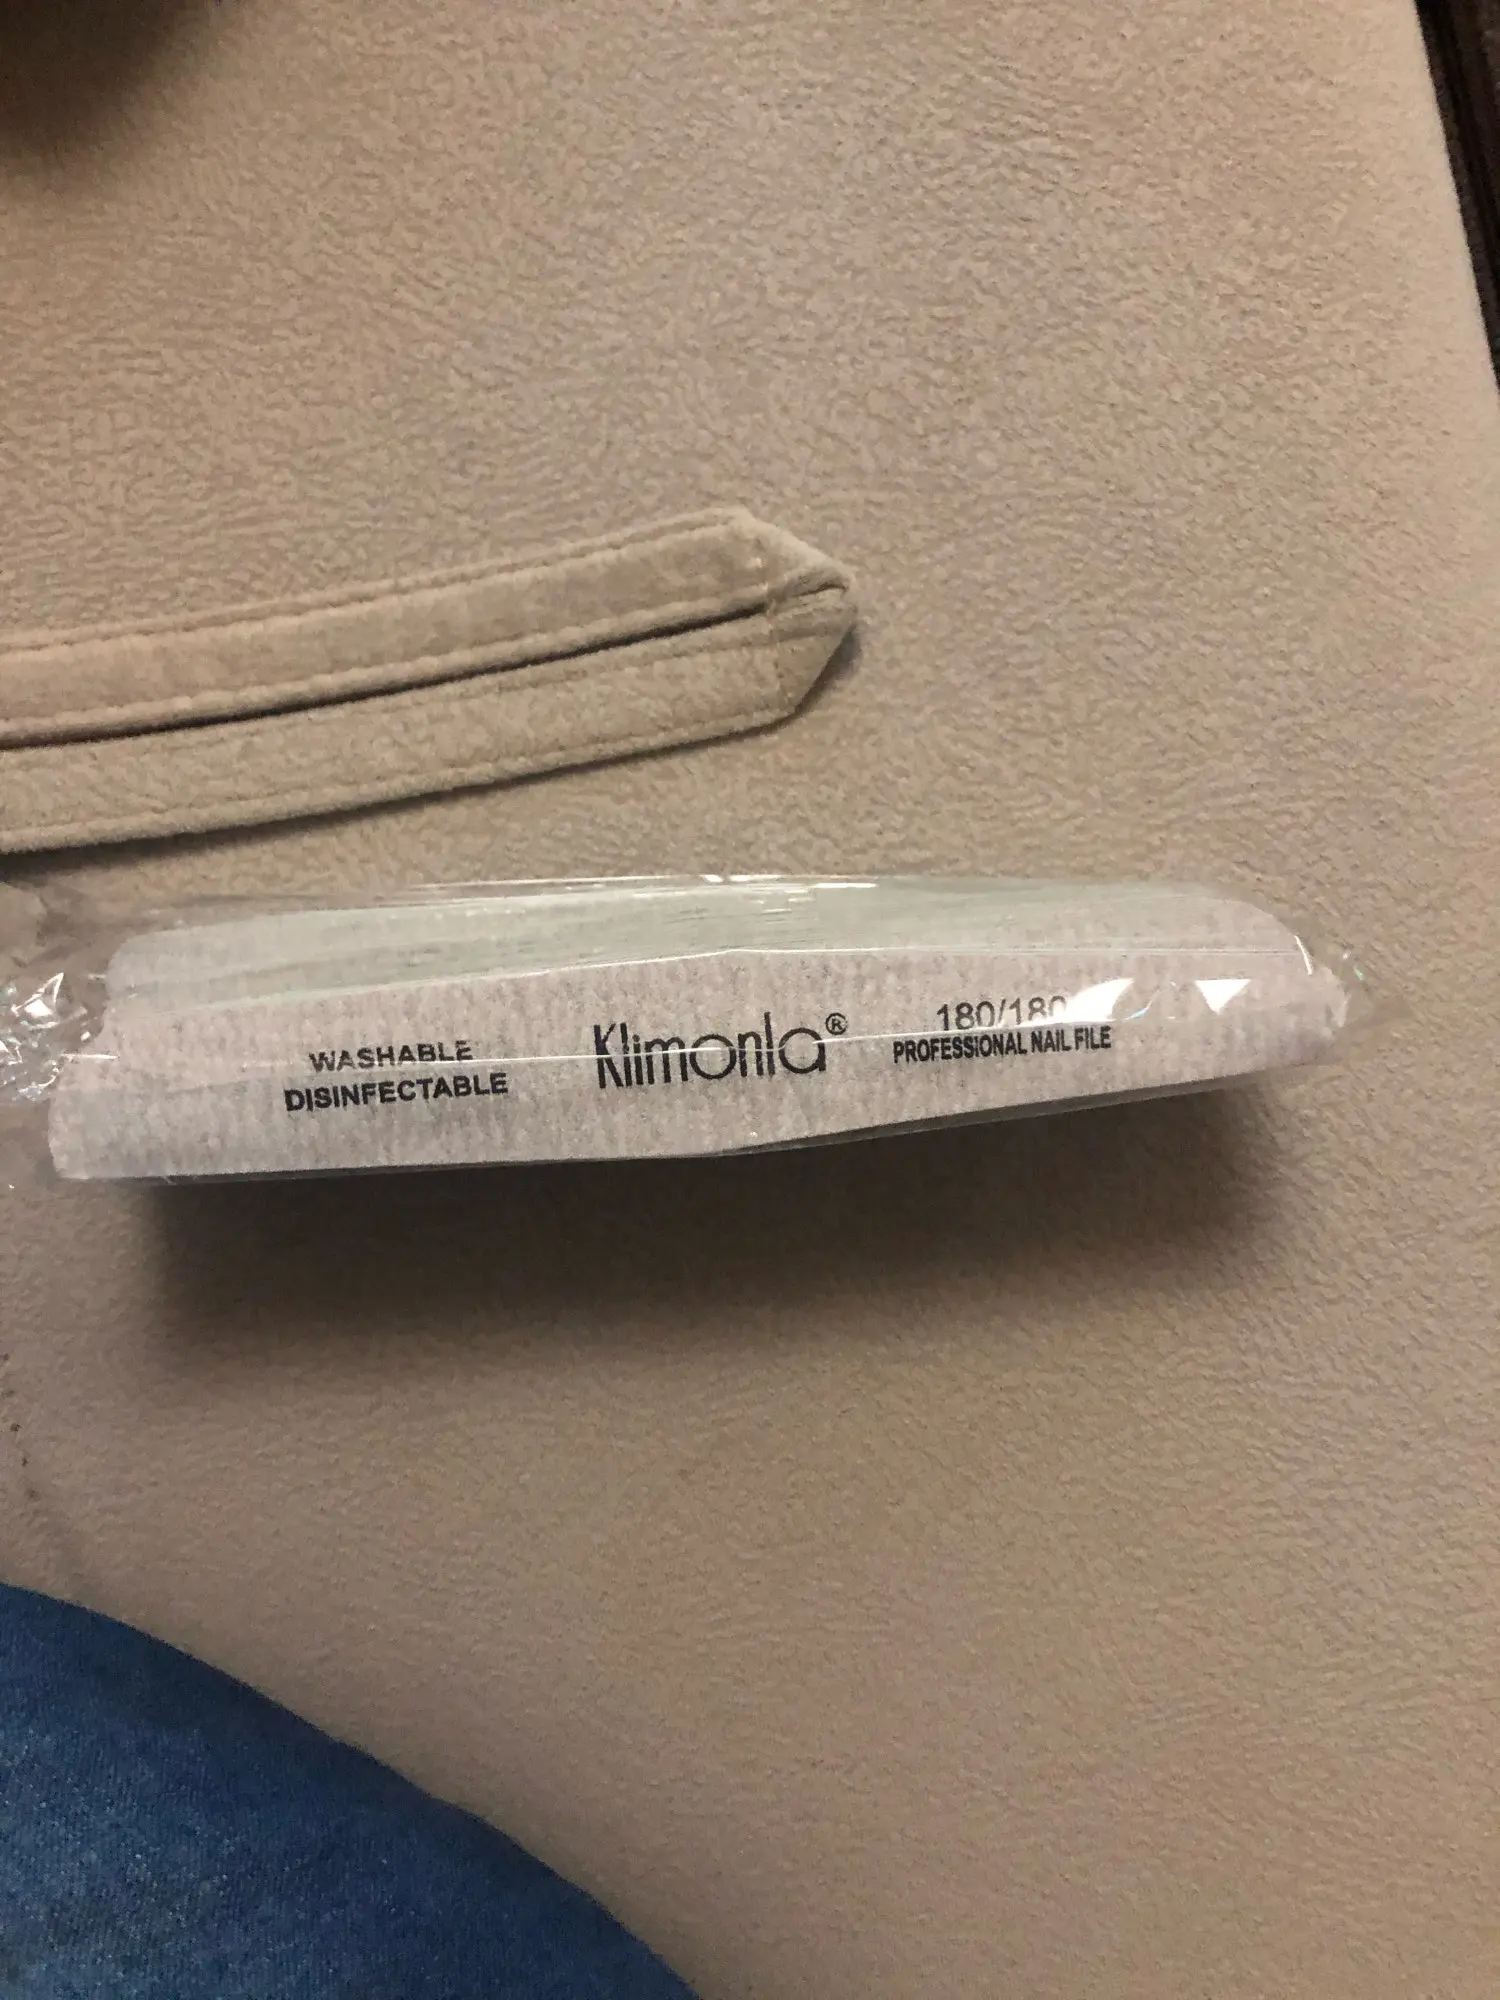 WASHABLE
DISINFECTABLE
Klimonla®
180/180
PROFESSIONAL NAIL FILE